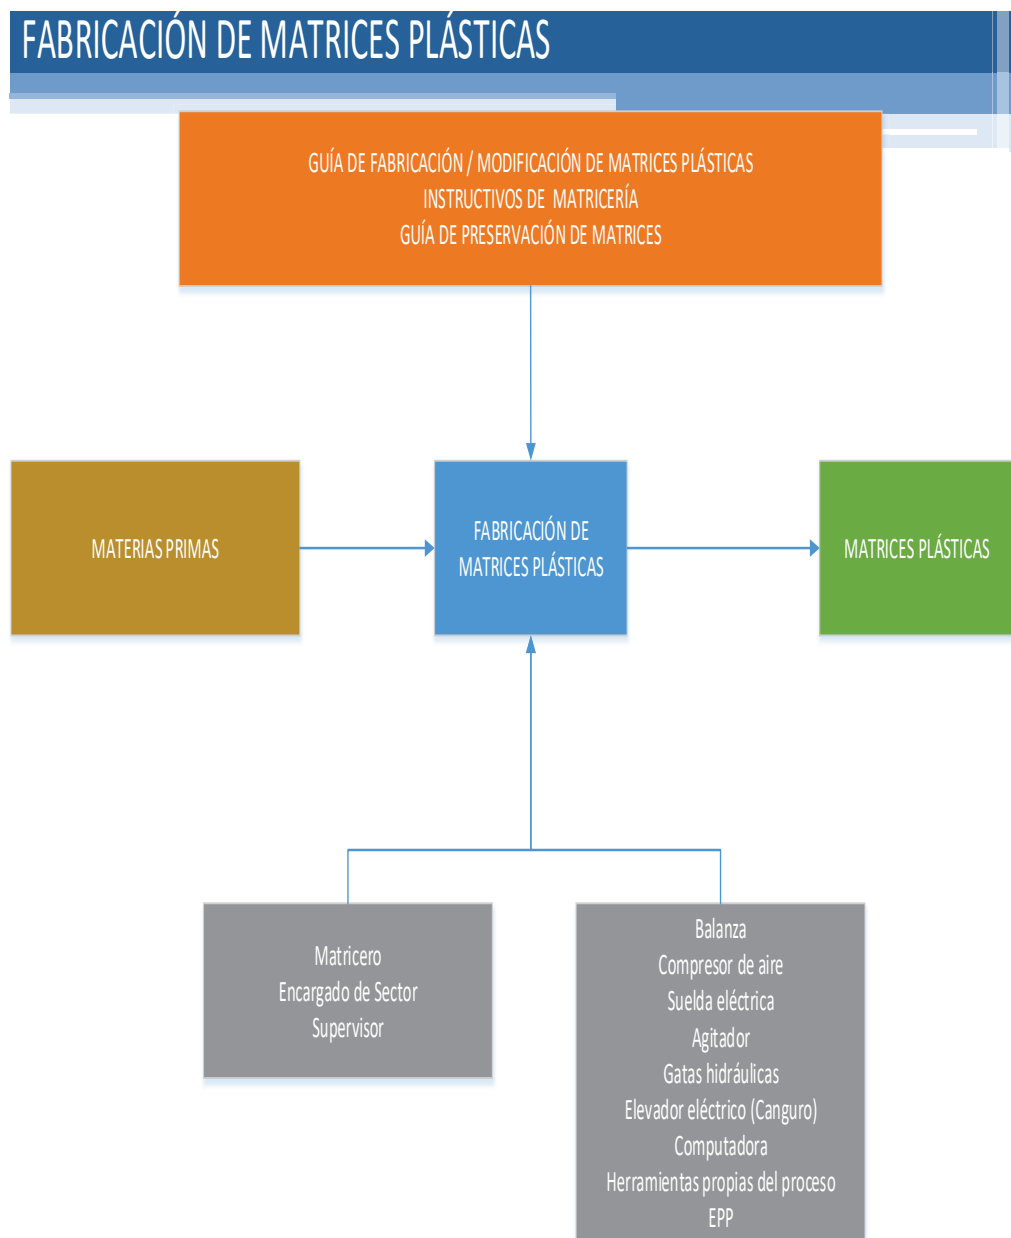 FABRICACIÓN DE MATRICES PLÁSTICAS
GUÍA DE FABRICACIÓN / MODIFICACIÓN DE MATRICES PLÁSTICAS
INSTRUCTIVOS DE MATRICERÍA
GUÍA DE PRESERVACIÓN DE MATRICES
MATERIAS PRIMAS
FABRICACIÓN DE
MATRICES PLÁSTICAS
MATRICES PLÁSTICAS
Matricero
Encargado de Sector
Supervisor
Balanza
Compresor de aire
Suelda eléctrica
Agitador
Gatas hidráulicas
Elevador eléctrico (Canguro)
Computadora
Herramientas propias del proceso
EPP